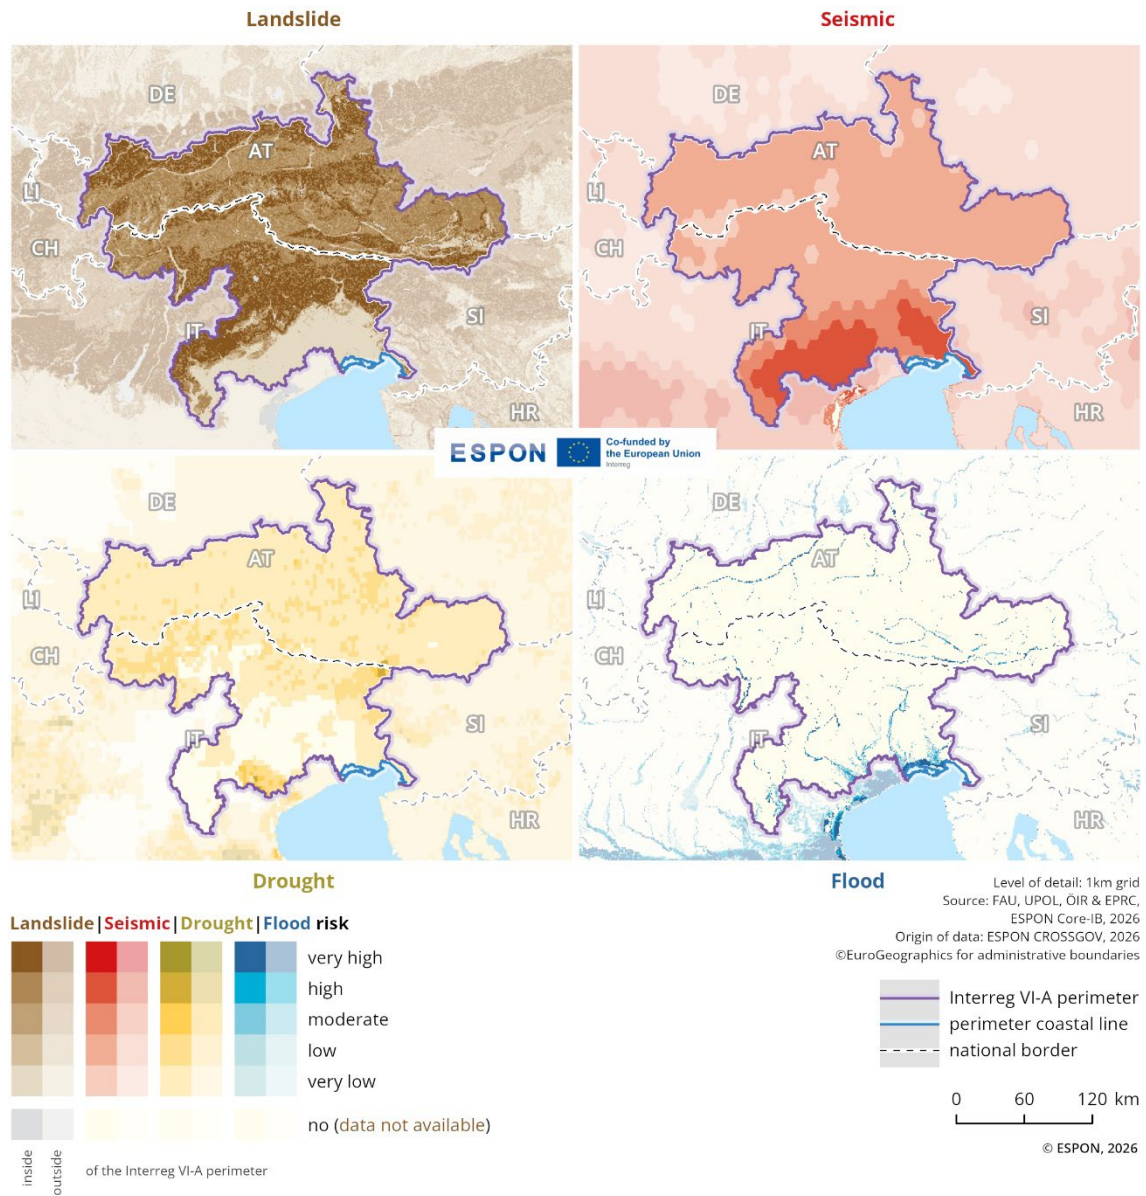 Landslide
Seismic
DE
AT
LI
CH
IT
SI
HR
DE
AT
LI
CH
IT
SI
HR
ESPON
Co-funded by
the European Union
Interreg
DE
AT
LI
CH
IT
SI
HR
DE
AT
LI
CH
IT
SI
HR
Drought
Flood
Landslide|Seismic|Drought|Flood risk
very high
high
moderate
low
very low
no (data not available)
inside
outside
of the Interreg VI-A perimeter
Level of detail: 1km grid
Source: FAU, UPOL, ÖIR & EPRC,
ESPON Core-IB, 2026
Origin of data: ESPON CROSSGOV, 2026
©EuroGeographics for administrative boundaries
Interreg VI-A perimeter
perimeter coastal line
national border
0 60 120 km
© ESPON, 2026